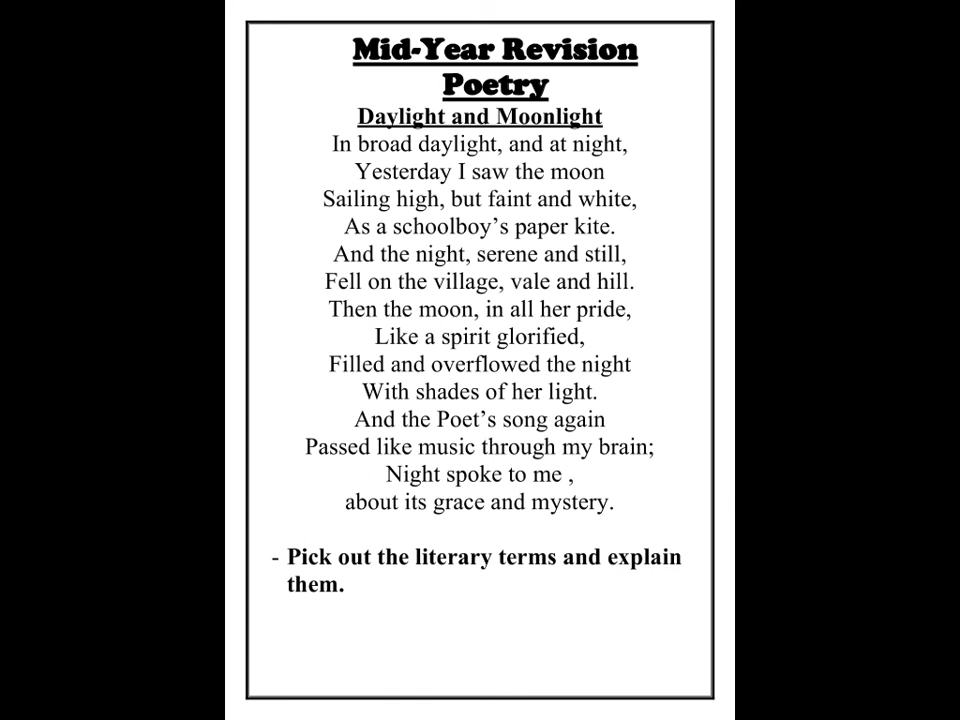 Mid-Year Revision
Poetry
Daylight and Moonlight
In broad daylight, and at night,
Yesterday I saw the moon
Sailing high, but faint and white,
As a schoolboy’s paper kite.
And the night, serene and still,
Fell on the village, vale and hill.
Then the moon, in all her pride,
Like a spirit glorified,
Filled and overflowed the night
With shades of her light.
And the Poet’s song again
Passed like music through my brain;
Night spoke to me ,
about its grace and mystery.
- Pick out the literary terms and explain
them.